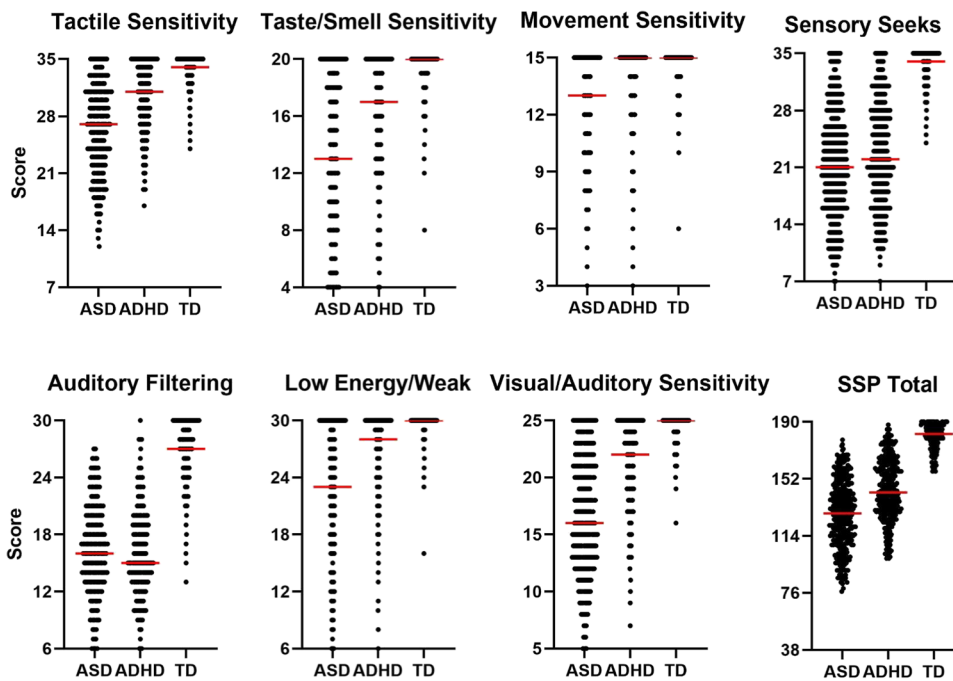 Tactile Sensitivity
Taste/Smell Sensitivity
Movement Sensitivity
Sensory Seeks
Score
35
28
21
14
7
ASD ADHD TD
20
16
12
8
4
ASD ADHD TD
15
12
9
6
3
ASD ADHD TD
35
28
21
14
7
ASD ADHD TD
Auditory Filtering
Low Energy/Weak
Visual/Auditory Sensitivity
SSP Total
Score
30
24
18
12
6
ASD ADHD TD
30
24
18
12
6
ASD ADHD TD
25
20
15
10
5
ASD ADHD TD
190
152
114
76
38
ASD ADHD TD